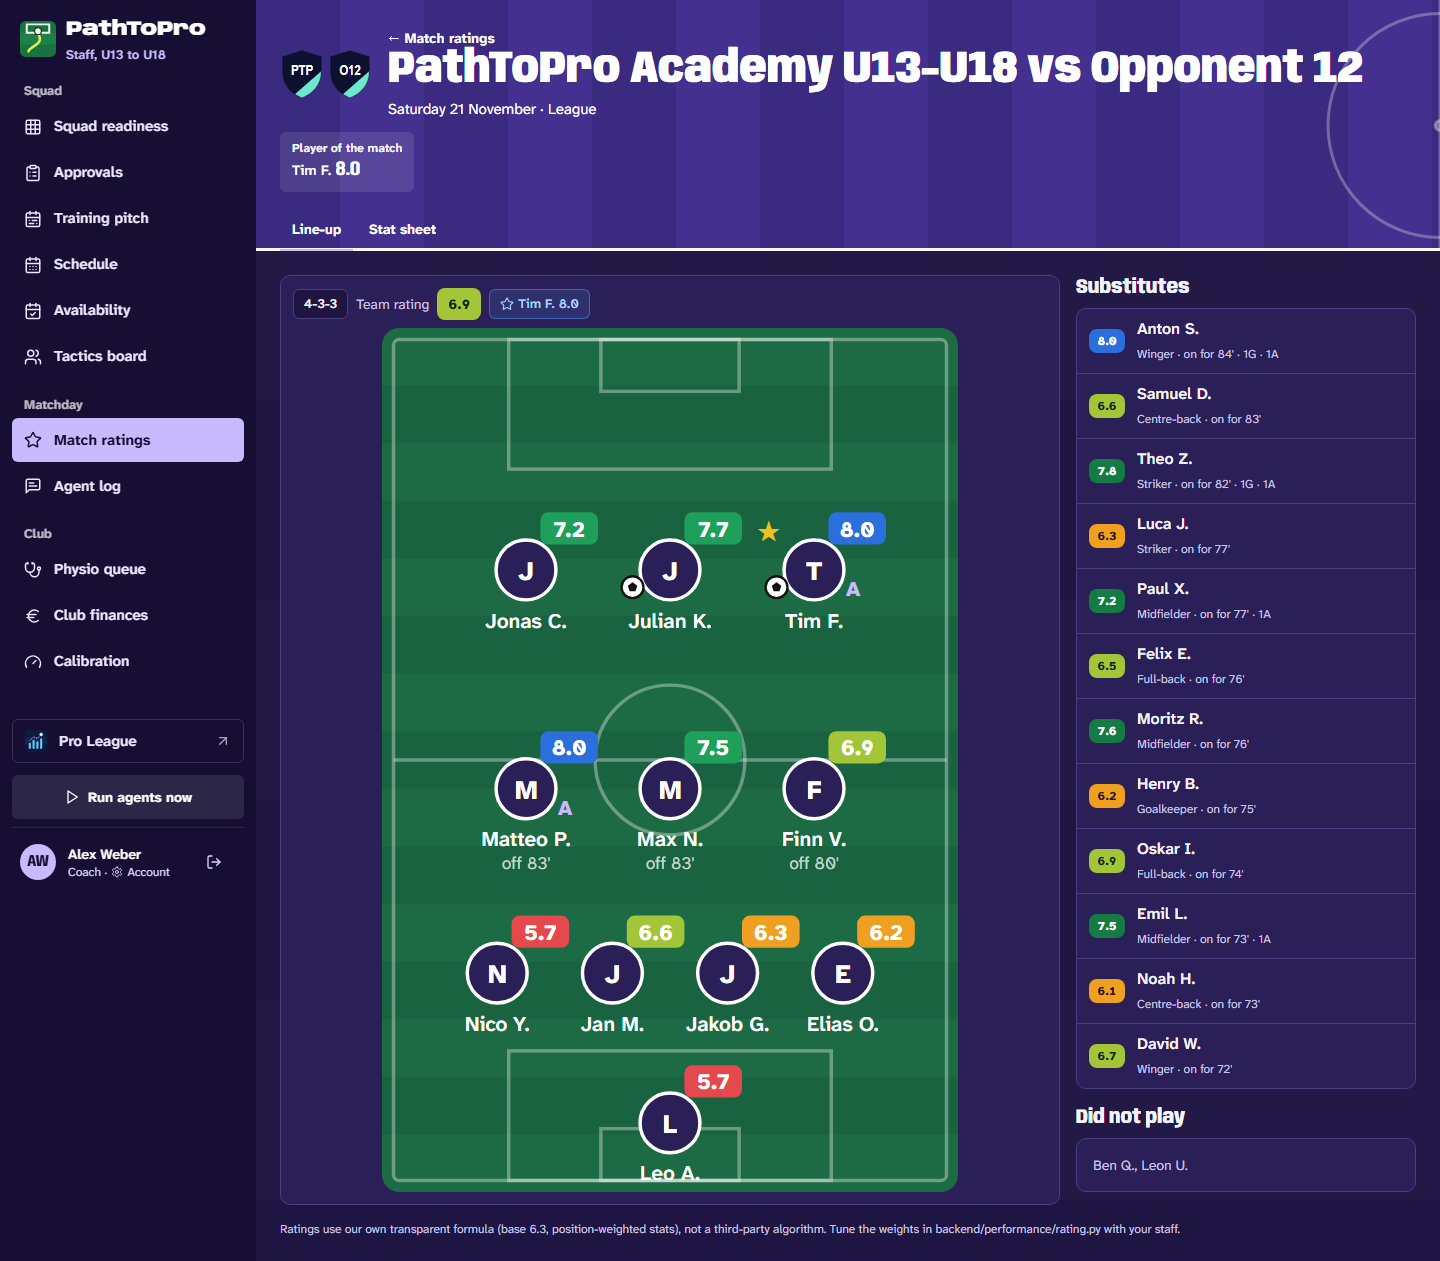 PathToPro
Staff, U13 to U18
Squad
Squad readiness
Approvals
Training pitch
Schedule
Availability
Tactics board
Matchday
Match ratings
Agent log
Club
Physio queue
Club finances
Calibration
Pro League
Run agents now
AW
Alex Weber
Coach · Account
← Match ratings
PTP
O12
PathToPro Academy U13-U18 vs Opponent 12
Saturday 21 November · League
Player of the match
Tim F. 8.0
Line-up
Stat sheet
4-3-3
Team rating
6.9
Tim F. 8.0
7.2
7.7
8.0
J
J
T
A
Jonas C.
Julian K.
Tim F.
8.0
7.5
6.9
M
M
F
A
Matteo P.
Max N.
Finn V.
off 83'
off 83'
off 80'
5.7
6.6
6.3
6.2
N
J
J
E
Nico Y.
Jan M.
Jakob G.
Elias O.
5.7
L
Leo A.
Substitutes
8.0
Anton S.
Winger · on for 84' · 1G · 1A
6.6
Samuel D.
Centre-back · on for 83'
7.8
Theo Z.
Striker · on for 82' · 1G · 1A
6.3
Luca J.
Striker · on for 77'
7.2
Paul X.
Midfielder · on for 77' · 1A
6.5
Felix E.
Full-back · on for 76'
7.6
Moritz R.
Midfielder · on for 76'
6.2
Henry B.
Goalkeeper · on for 75'
6.9
Oskar I.
Full-back · on for 74'
7.5
Emil L.
Midfielder · on for 73' · 1A
6.1
Noah H.
Centre-back · on for 73'
6.7
David W.
Winger · on for 72'
Did not play
Ben Q., Leon U.
Ratings use our own transparent formula (base 6.3, position-weighted stats), not a third-party algorithm. Tune the weights in backend/performance/rating.py with your staff.